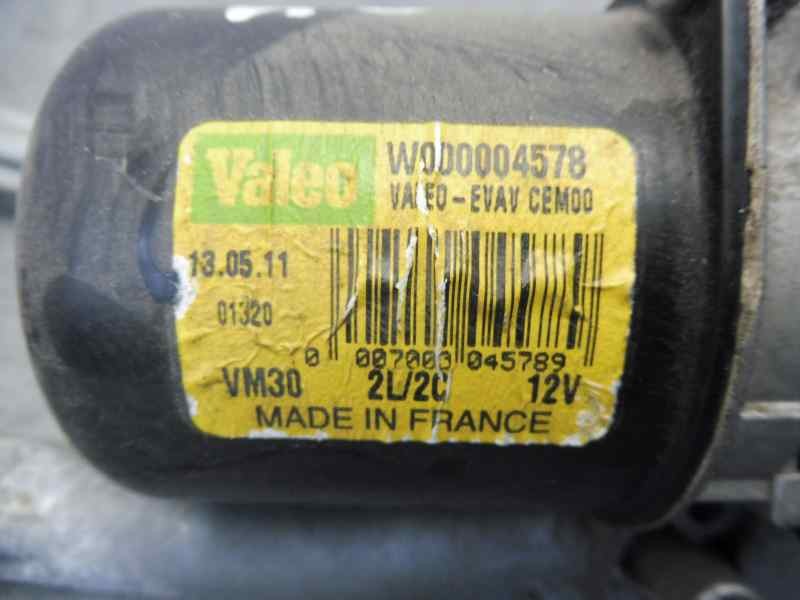 Valeo
W000004578
VALEO-EVAV CEM00
13.05.11
01320
0 007000 045789
VM30 2L/2C 12V
MADE IN FRANCE